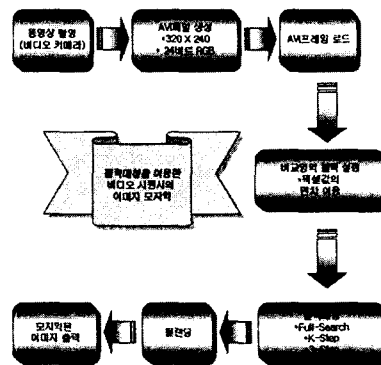 동영상 촬영
(비디오 카메라)
AVI파일 생성
•320 X 240
•24비트 RGB
AVI프레임 로드
비교영역 블럭 설정
•픽셀값의
편차 이용
블럭대응을 이용한
비디오 시퀀스의
이미지 모자익
•Full-Search
•K-Step
블랜딩
모자익된
이미지 출력